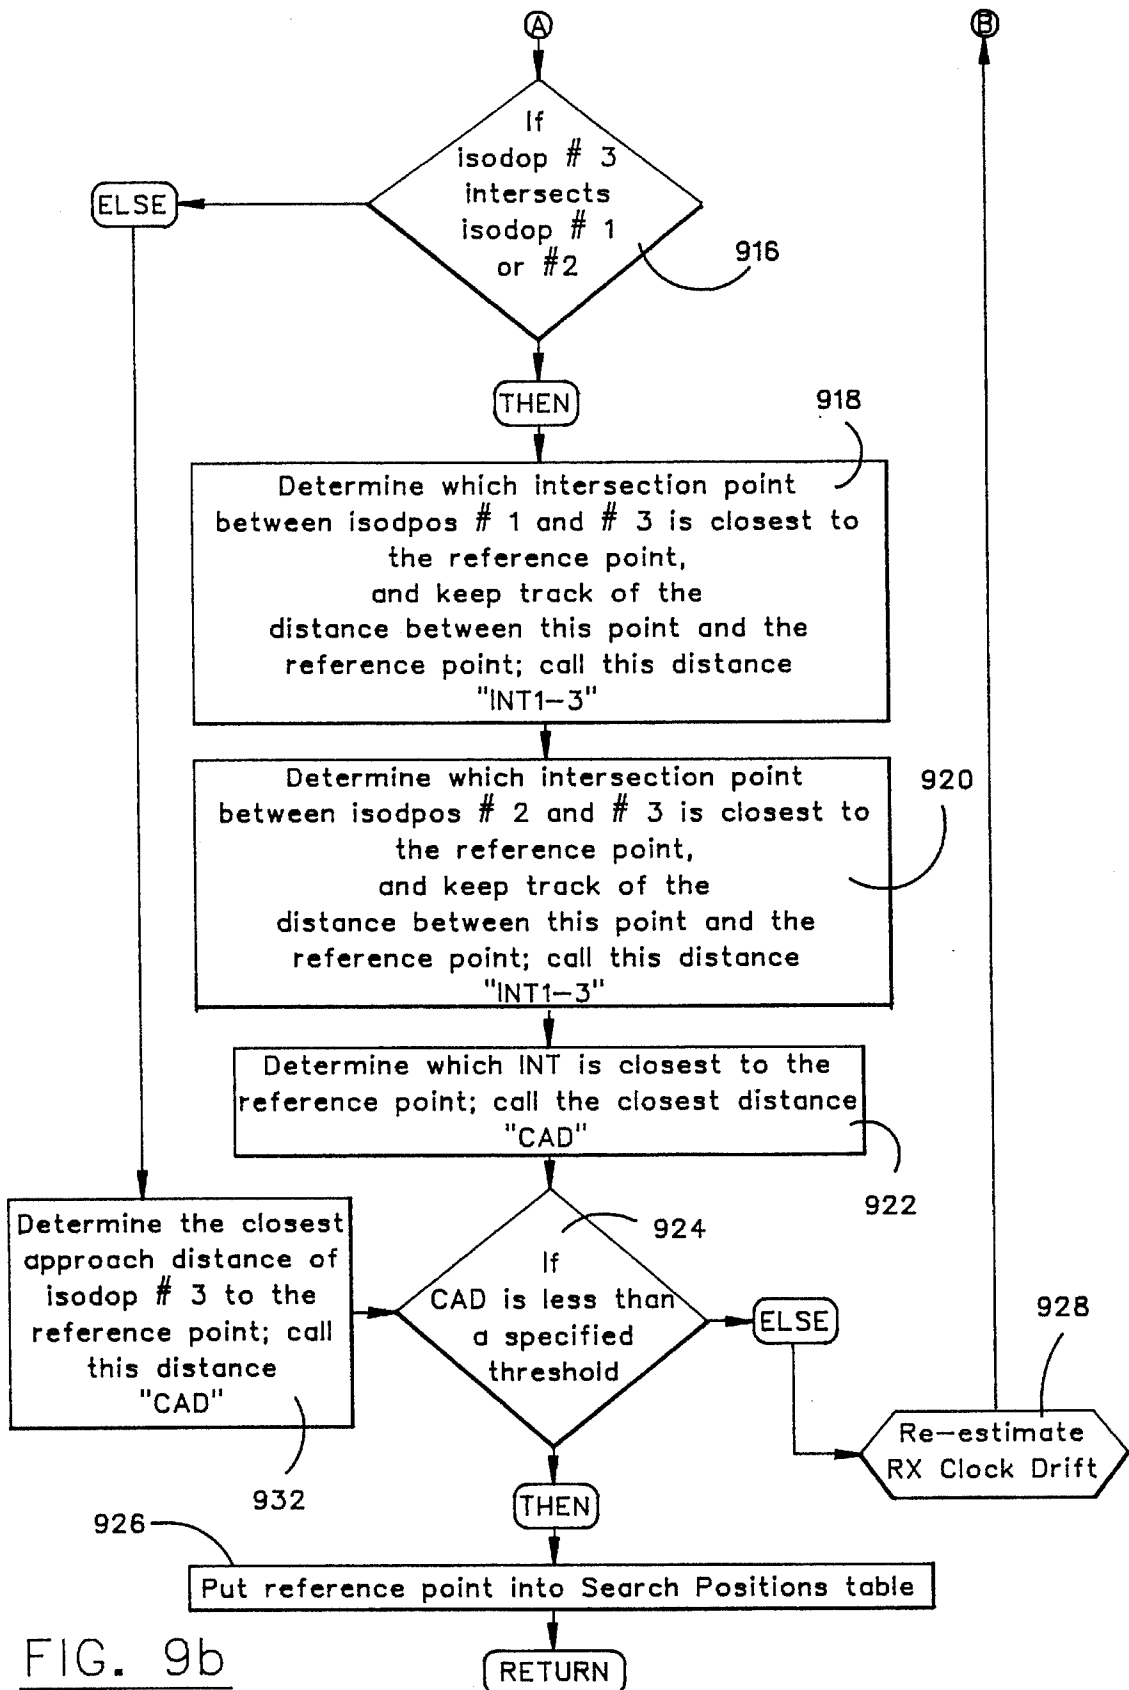 A
B
If
isodop # 3
intersects
isodop # 1
or #2
916
ELSE
THEN
918
Determine which intersection point
between isodpos # 1 and # 3 is closest to
the reference point,
and keep track of the
distance between this point and the
reference point; call this distance
"INT1-3"
920
Determine which intersection point
between isodpos # 2 and # 3 is closest to
the reference point,
and keep track of the
distance between this point and the
reference point; call this distance
"INT1-3"
Determine which INT is closest to the
reference point; call the closest distance
"CAD"
922
Determine the closest
approach distance of
isodop # 3 to the
reference point; call
this distance
"CAD"
932
924
If
CAD is less than
a specified
threshold
ELSE
928
Re-estimate
RX Clock Drift
THEN
926
Put reference point into Search Positions table
RETURN
FIG. 9b